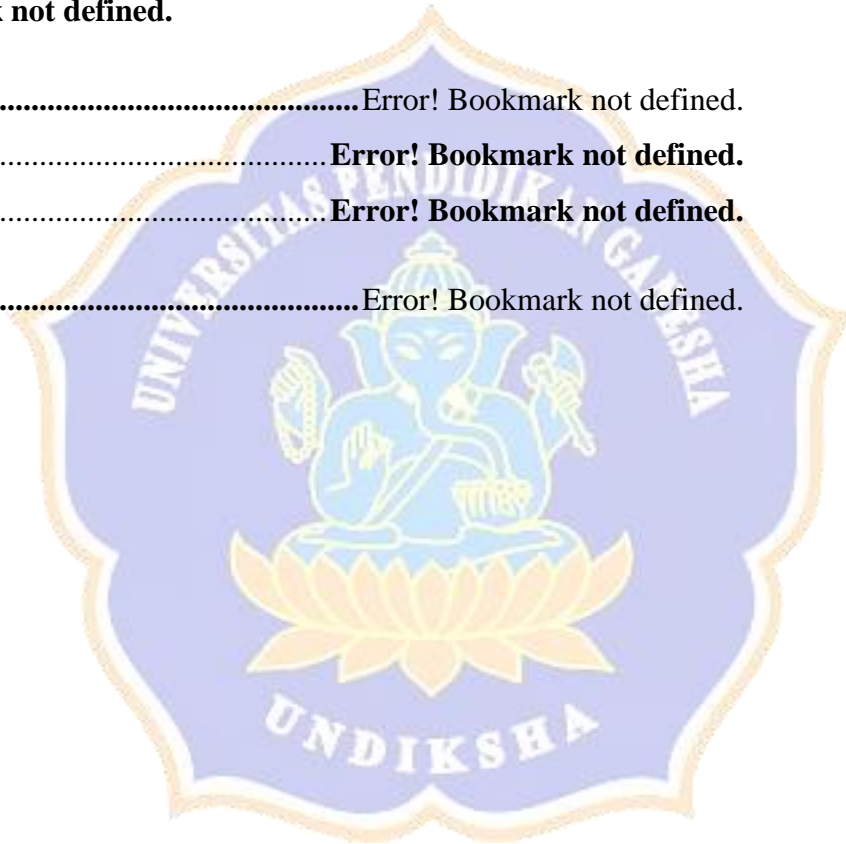 k not defined.
.............................................Error! Bookmark not defined.
.........................................Error! Bookmark not defined.
.........................................Error! Bookmark not defined.
.............................................Error! Bookmark not defined.
UNIVERSITAS PENDIDIKAN GANESHA
UNDIKSHA